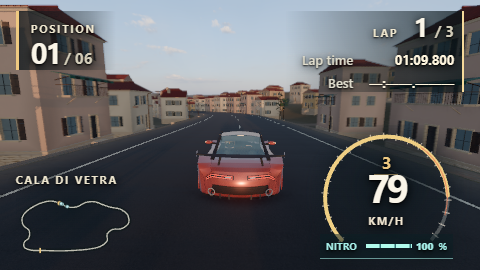 POSITION
01 / 06
LAP 1 / 3
Lap time 01:09.800
Best --:--.---
CALA DI VETRA
3
79
KM/H
NITRO 100 %